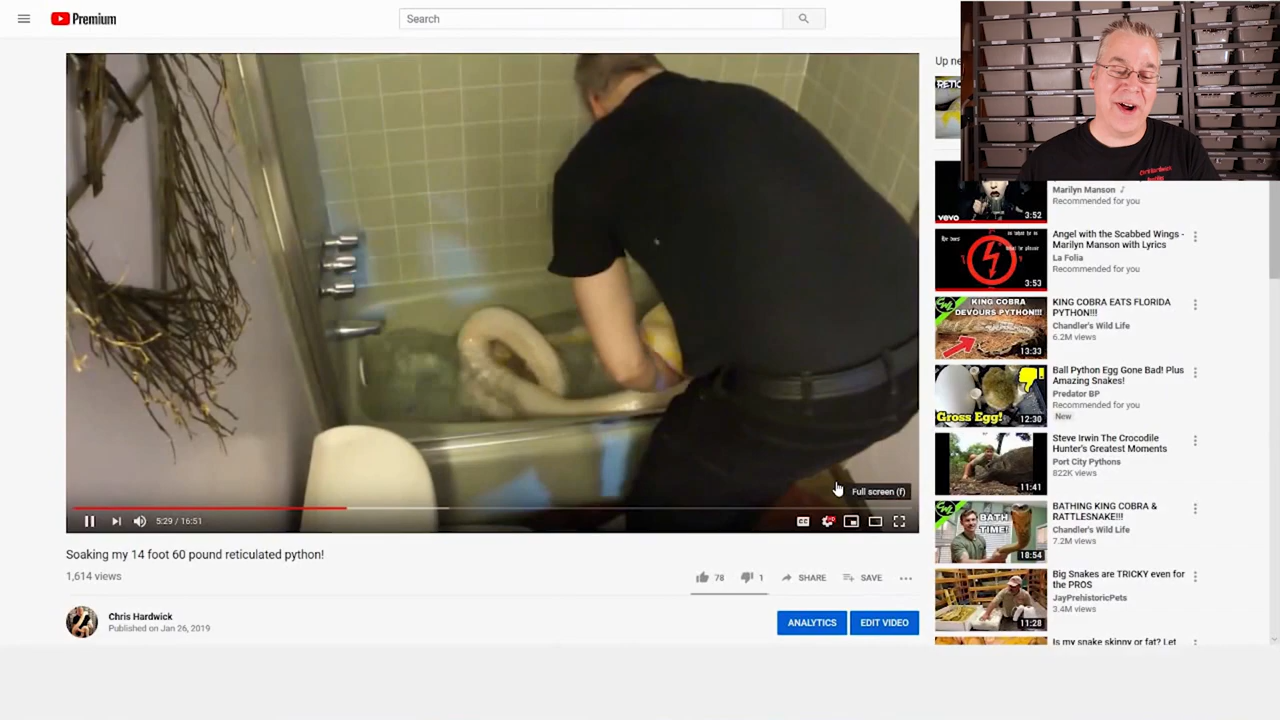 Premium
Search
Up ne
Marilyn Manson
Recommended for you
vevo
3:52
Angel with the Scabbed Wings -
Marilyn Manson with Lyrics
La Folia
Recommended for you
3:53
KING COBRA
DEVOURS PYTHON!!!
13:33
KING COBRA EATS FLORIDA
PYTHON!!!
Chandler's Wild Life
6.2M views
Gross Egg!
12:30
Ball Python Egg Gone Bad! Plus
Amazing Snakes!
Predator BP
Recommended for you
New
11:41
Steve Irwin The Crocodile
Hunter's Greatest Moments
Port City Pythons
822K views
BATH
TIME!
18:54
BATHING KING COBRA &
RATTLESNAKE!!!
Chandler's Wild Life
7.2M views
11:28
Big Snakes are TRICKY even for
the PROS
JayPrehistoricPets
3.4M views
Is my snake skinny or fat? Let
Full screen (f)
5:29 / 16:51
CC
Soaking my 14 foot 60 pound reticulated python!
1,614 views
78
1
SHARE
SAVE
Chris Hardwick
Published on Jan 26, 2019
ANALYTICS
EDIT VIDEO